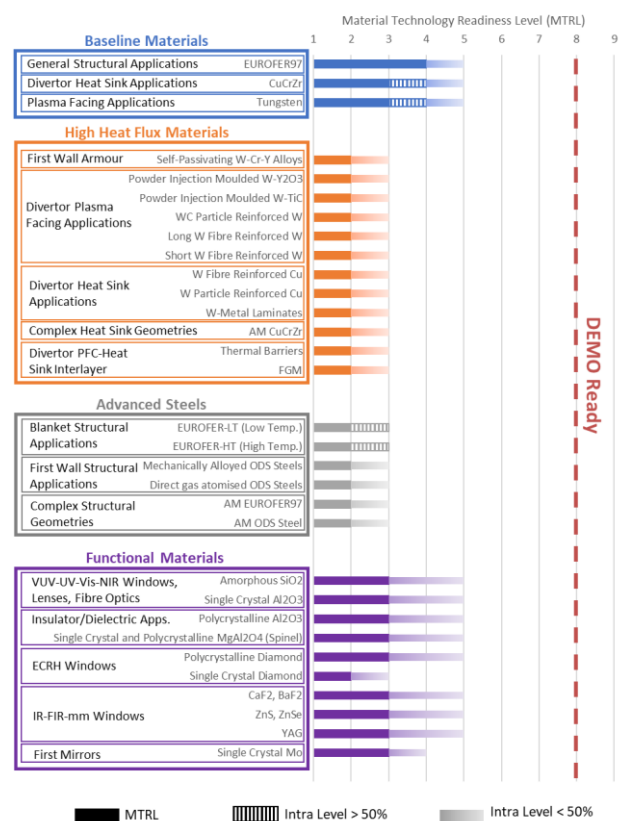 Material Technology Readiness Level (MTRL)
1 2 3 4 5 6 7 8 9
Baseline Materials
General Structural Applications EUROFER97
Divertor Heat Sink Applications CuCrZr
Plasma Facing Applications Tungsten
High Heat Flux Materials
First Wall Armour Self-Passivating W-Cr-Y Alloys
Divertor Plasma
Facing Applications
Powder Injection Moulded W-Y2O3
Powder Injection Moulded W-TiC
WC Particle Reinforced W
Long W Fibre Reinforced W
Short W Fibre Reinforced W
Divertor Heat Sink
Applications
W Fibre Reinforced Cu
W Particle Reinforced Cu
W-Metal Laminates
Complex Heat Sink Geometries AM CuCrZr
Divertor PFC-Heat
Sink Interlayer
Thermal Barriers
FGM
DEMO Ready
Advanced Steels
Blanket Structural
Applications
EUROFER-LT (Low Temp.)
EUROFER-HT (High Temp.)
First Wall Structural
Applications
Mechanically Alloyed ODS Steels
Direct gas atomised ODS Steels
Complex Structural
Geometries
AM EUROFER97
AM ODS Steel
Functional Materials
VUV-UV-Vis-NIR Windows,
Lenses, Fibre Optics
Amorphous SiO2
Single Crystal Al2O3
Insulator/Dielectric Apps. Polycrystalline Al2O3
Single Crystal and Polycrystalline MgAl2O4 (Spinel)
ECRH Windows
Polycrystalline Diamond
Single Crystal Diamond
IR-FIR-mm Windows
CaF2, BaF2
ZnS, ZnSe
YAG
First Mirrors Single Crystal Mo
MTRL
Intra Level > 50%
Intra Level < 50%